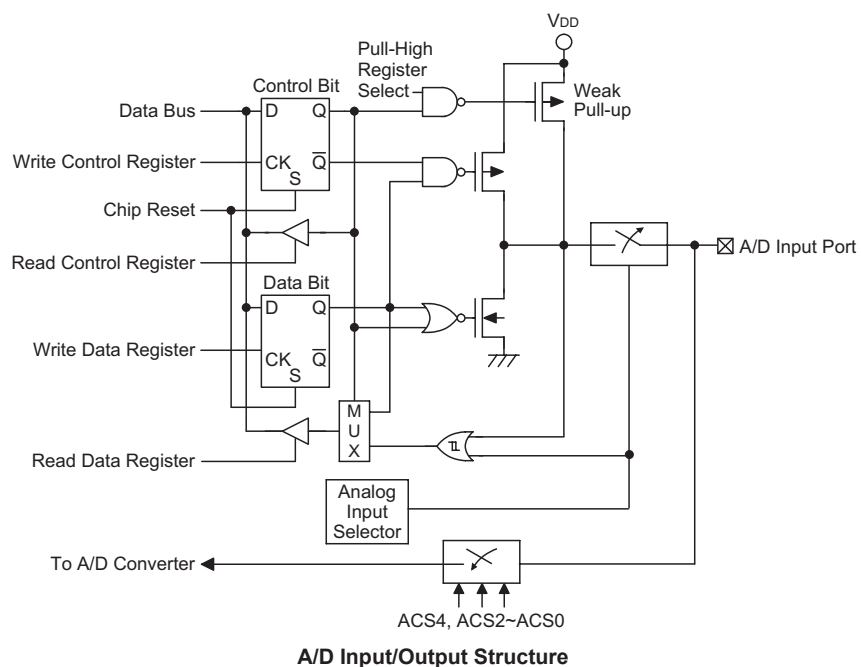 VDD
Pull-High
Register
Select
Weak
Pull-up
Control Bit
Data Bus
D
Q
Write Control Register
CK
Q̅
S
Chip Reset
Read Control Register
A/D Input Port
Data Bit
D
Q
Write Data Register
CK
Q̅
S
M
U
X
Read Data Register
Analog
Input
Selector
To A/D Converter
ACS4, ACS2~ACS0
A/D Input/Output Structure